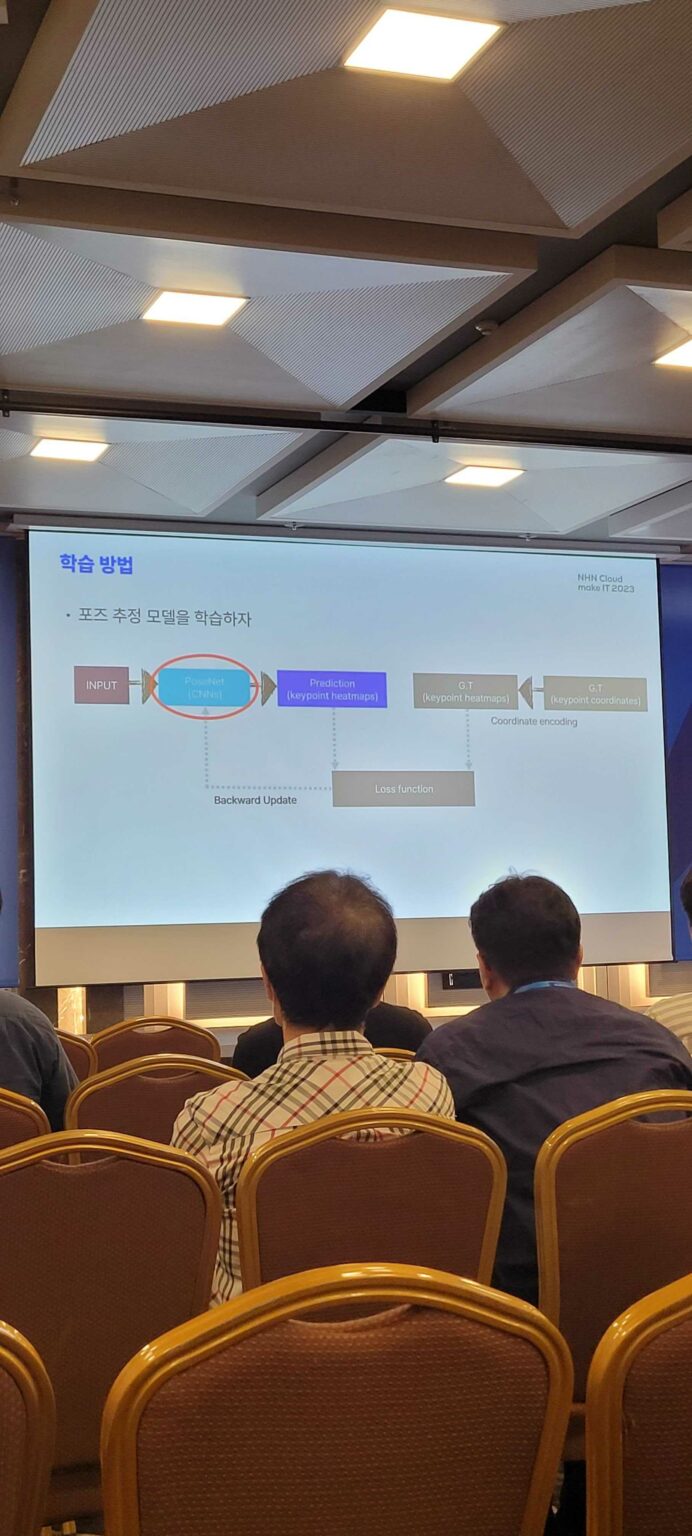 학습 방법
NHN Cloud
make IT 2023
• 포즈 추정 모델을 학습하자
INPUT
PoseNet
(CNNs)
Prediction
(keypoint heatmaps)
G.T
(keypoint heatmaps)
G.T
(keypoint coordinates)
Coordinate encoding
Loss function
Backward Update